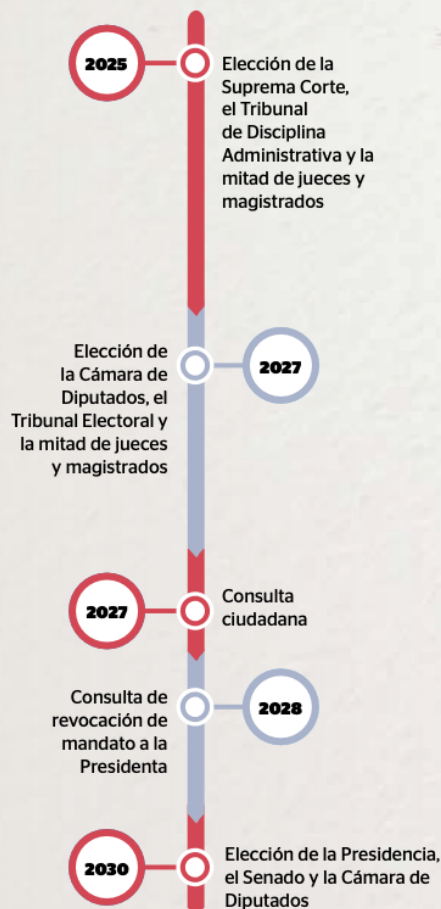 2025
Elección de la
Suprema Corte,
el Tribunal
de Disciplina
Administrativa y la
mitad de jueces y
magistrados
Elección de
la Cámara de
Diputados, el
Tribunal Electoral y
la mitad de jueces
y magistrados
2027
2027
Consulta
ciudadana
Consulta de
revocación de
mandato a la
Presidenta
2028
2030
Elección de la Presidencia,
el Senado y la Cámara de
Diputados